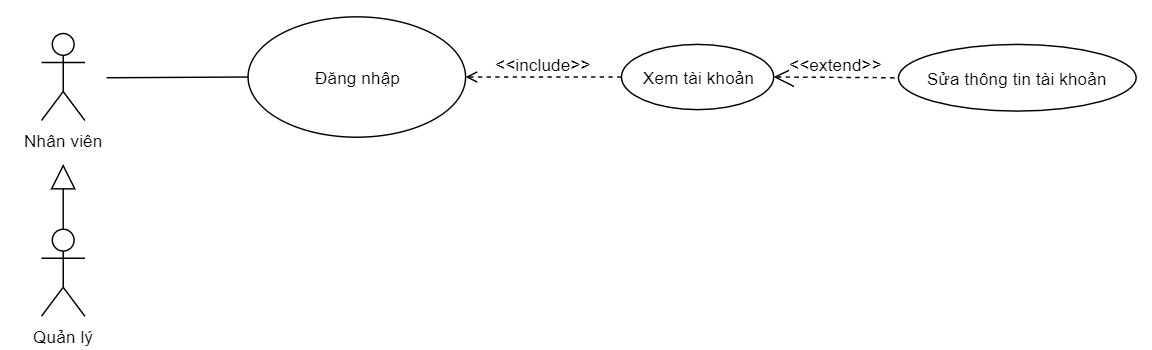 Đăng nhập
<<include>>
Xem tài khoản
<<extend>>
Sửa thông tin tài khoản
Nhân viên
Quản lý